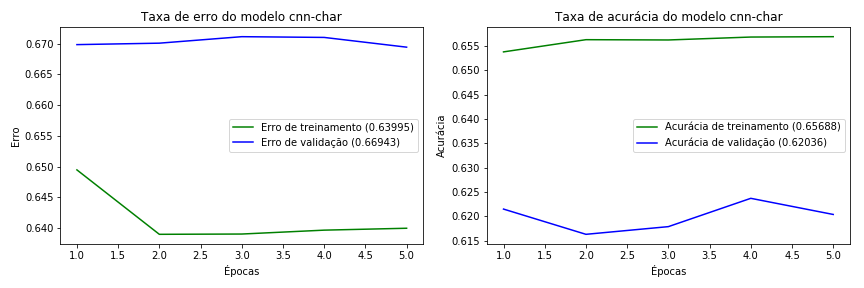 Taxa de erro do modelo cnn-char
0.670
0.665
0.660
0.655
0.650
0.645
0.640
Erro
Erro de treinamento (0.63995)
Erro de validação (0.66943)
1.0 1.5 2.0 2.5 3.0 3.5 4.0 4.5 5.0
Épocas
Taxa de acurácia do modelo cnn-char
0.655
0.650
0.645
0.640
0.635
0.630
0.625
0.620
0.615
Acurácia
Acurácia de treinamento (0.65688)
Acurácia de validação (0.62036)
1.0 1.5 2.0 2.5 3.0 3.5 4.0 4.5 5.0
Épocas